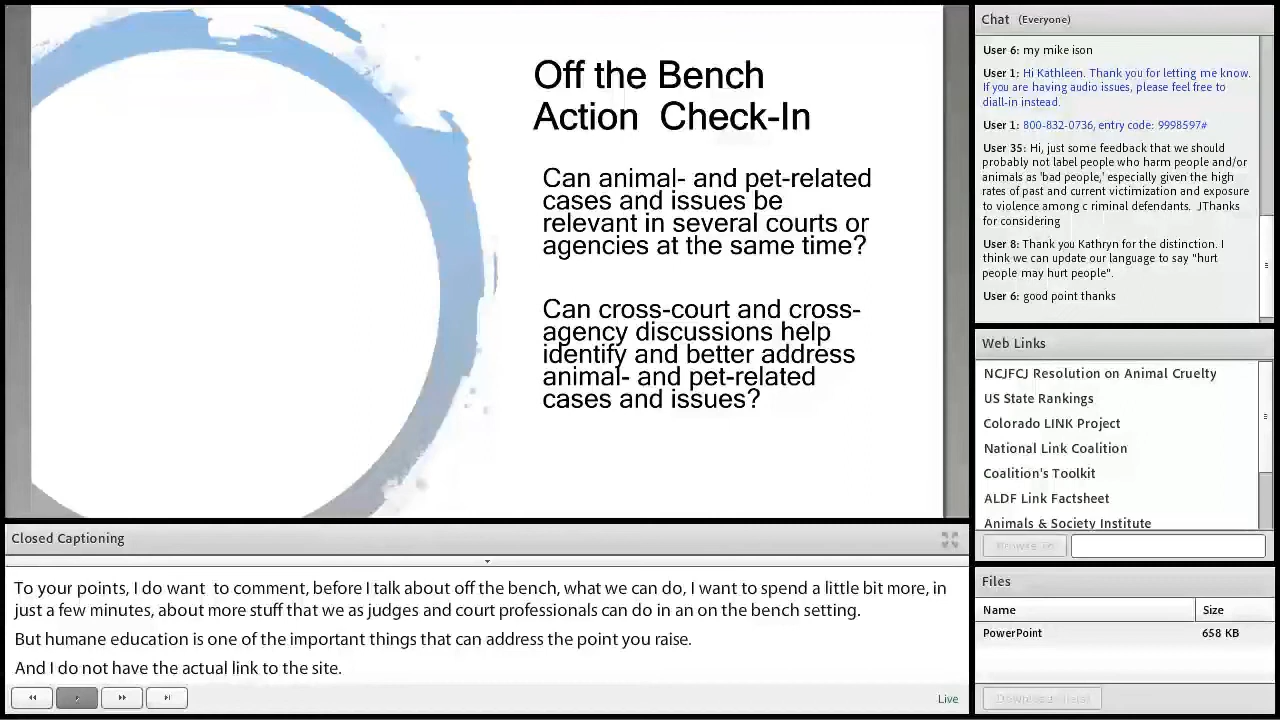 Off the Bench
Action Check-In
Can animal- and pet-related
cases and issues be
relevant in several courts or
agencies at the same time?
Can cross-court and cross-
agency discussions help
identify and better address
animal- and pet-related
cases and issues?
Closed Captioning
To your points, I do want to comment, before I talk about off the bench, what we can do, I want to spend a little bit more, in
just a few minutes, about more stuff that we as judges and court professionals can do in an on the bench setting.
But humane education is one of the important things that can address the point you raise.
And I do not have the actual link to the site.
Live
Chat (Everyone)
User 6: my mike ison
User 1: Hi Kathleen. Thank you for letting me know.
If you are having audio issues, please feel free to
diall-in instead.
User 1: 800-832-0736, entry code: 9998597#
User 35: Hi, just some feedback that we should
probably not label people who harm people and/or
animals as 'bad people,' especially given the high
rates of past and current victimization and exposure
to violence among c riminal defendants. JThanks
for considering
User 8: Thank you Kathryn for the distinction. I
think we can update our language to say "hurt
people may hurt people".
User 6: good point thanks
Web Links
NCJFCJ Resolution on Animal Cruelty
US State Rankings
Colorado LINK Project
National Link Coalition
Coalition's Toolkit
ALDF Link Factsheet
Animals & Society Institute
Browse To
Files
Name Size
PowerPoint 658 KB
Download File(s)